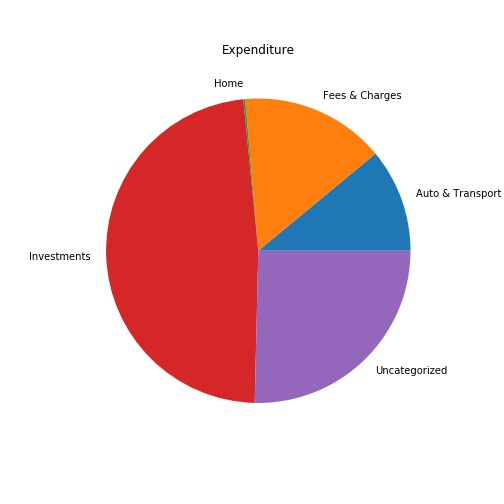 Expenditure
Home
Fees & Charges
Auto & Transport
Investments
Uncategorized